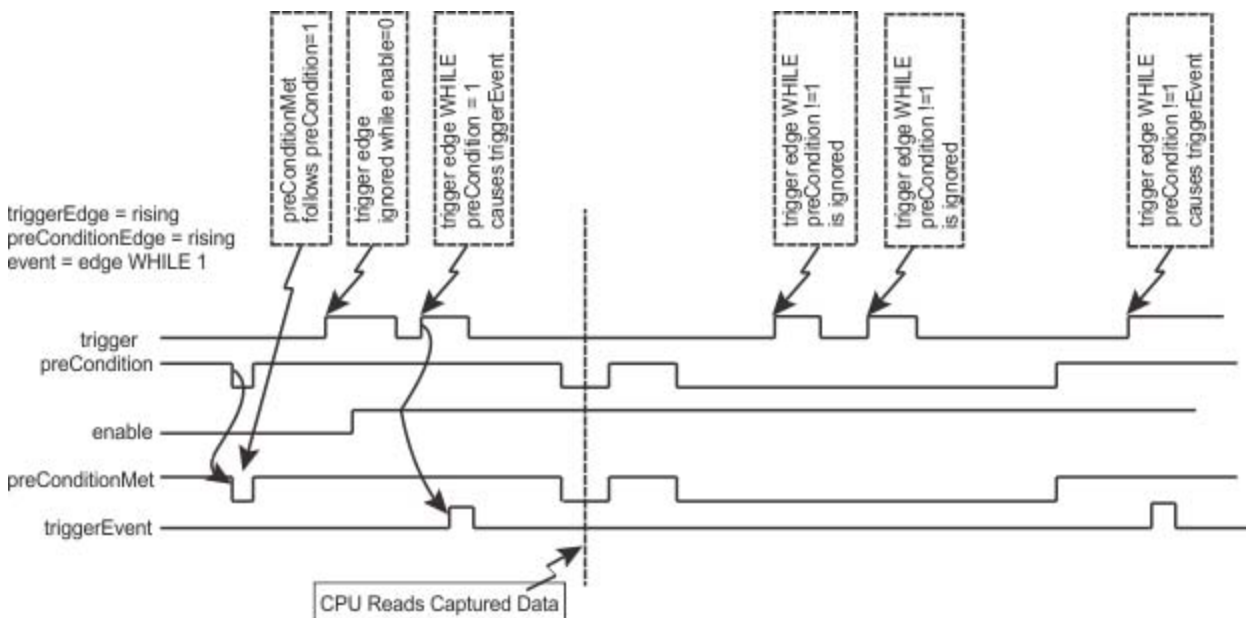 preConditionMet
follows preCondition=1
trigger edge
ignored while enable=0
trigger edge WHILE
preCondition = 1
causes triggerEvent
trigger edge WHILE
preCondition !=1
is ignored
trigger edge WHILE
preCondition !=1
is ignored
trigger edge WHILE
preCondition !=1
causes triggerEvent
triggerEdge = rising
preConditionEdge = rising
event = edge WHILE 1
trigger
preCondition
enable
preConditionMet
triggerEvent
CPU Reads Captured Data